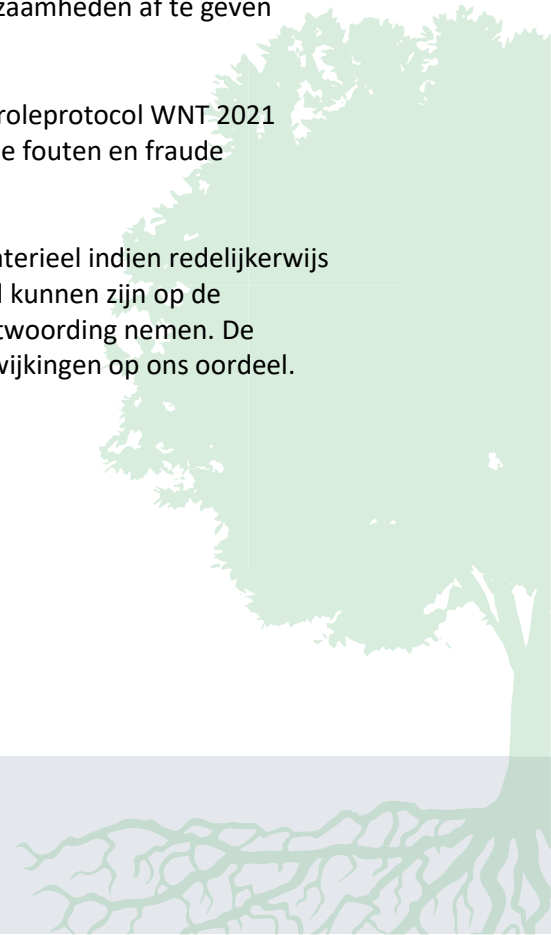 zaamheden af te geven
roleprotocol WNT 2021
e fouten en fraude
terieel indien redelijkerwijs
kunnen zijn op de
twoording nemen. De
wijkingen op ons oordeel.